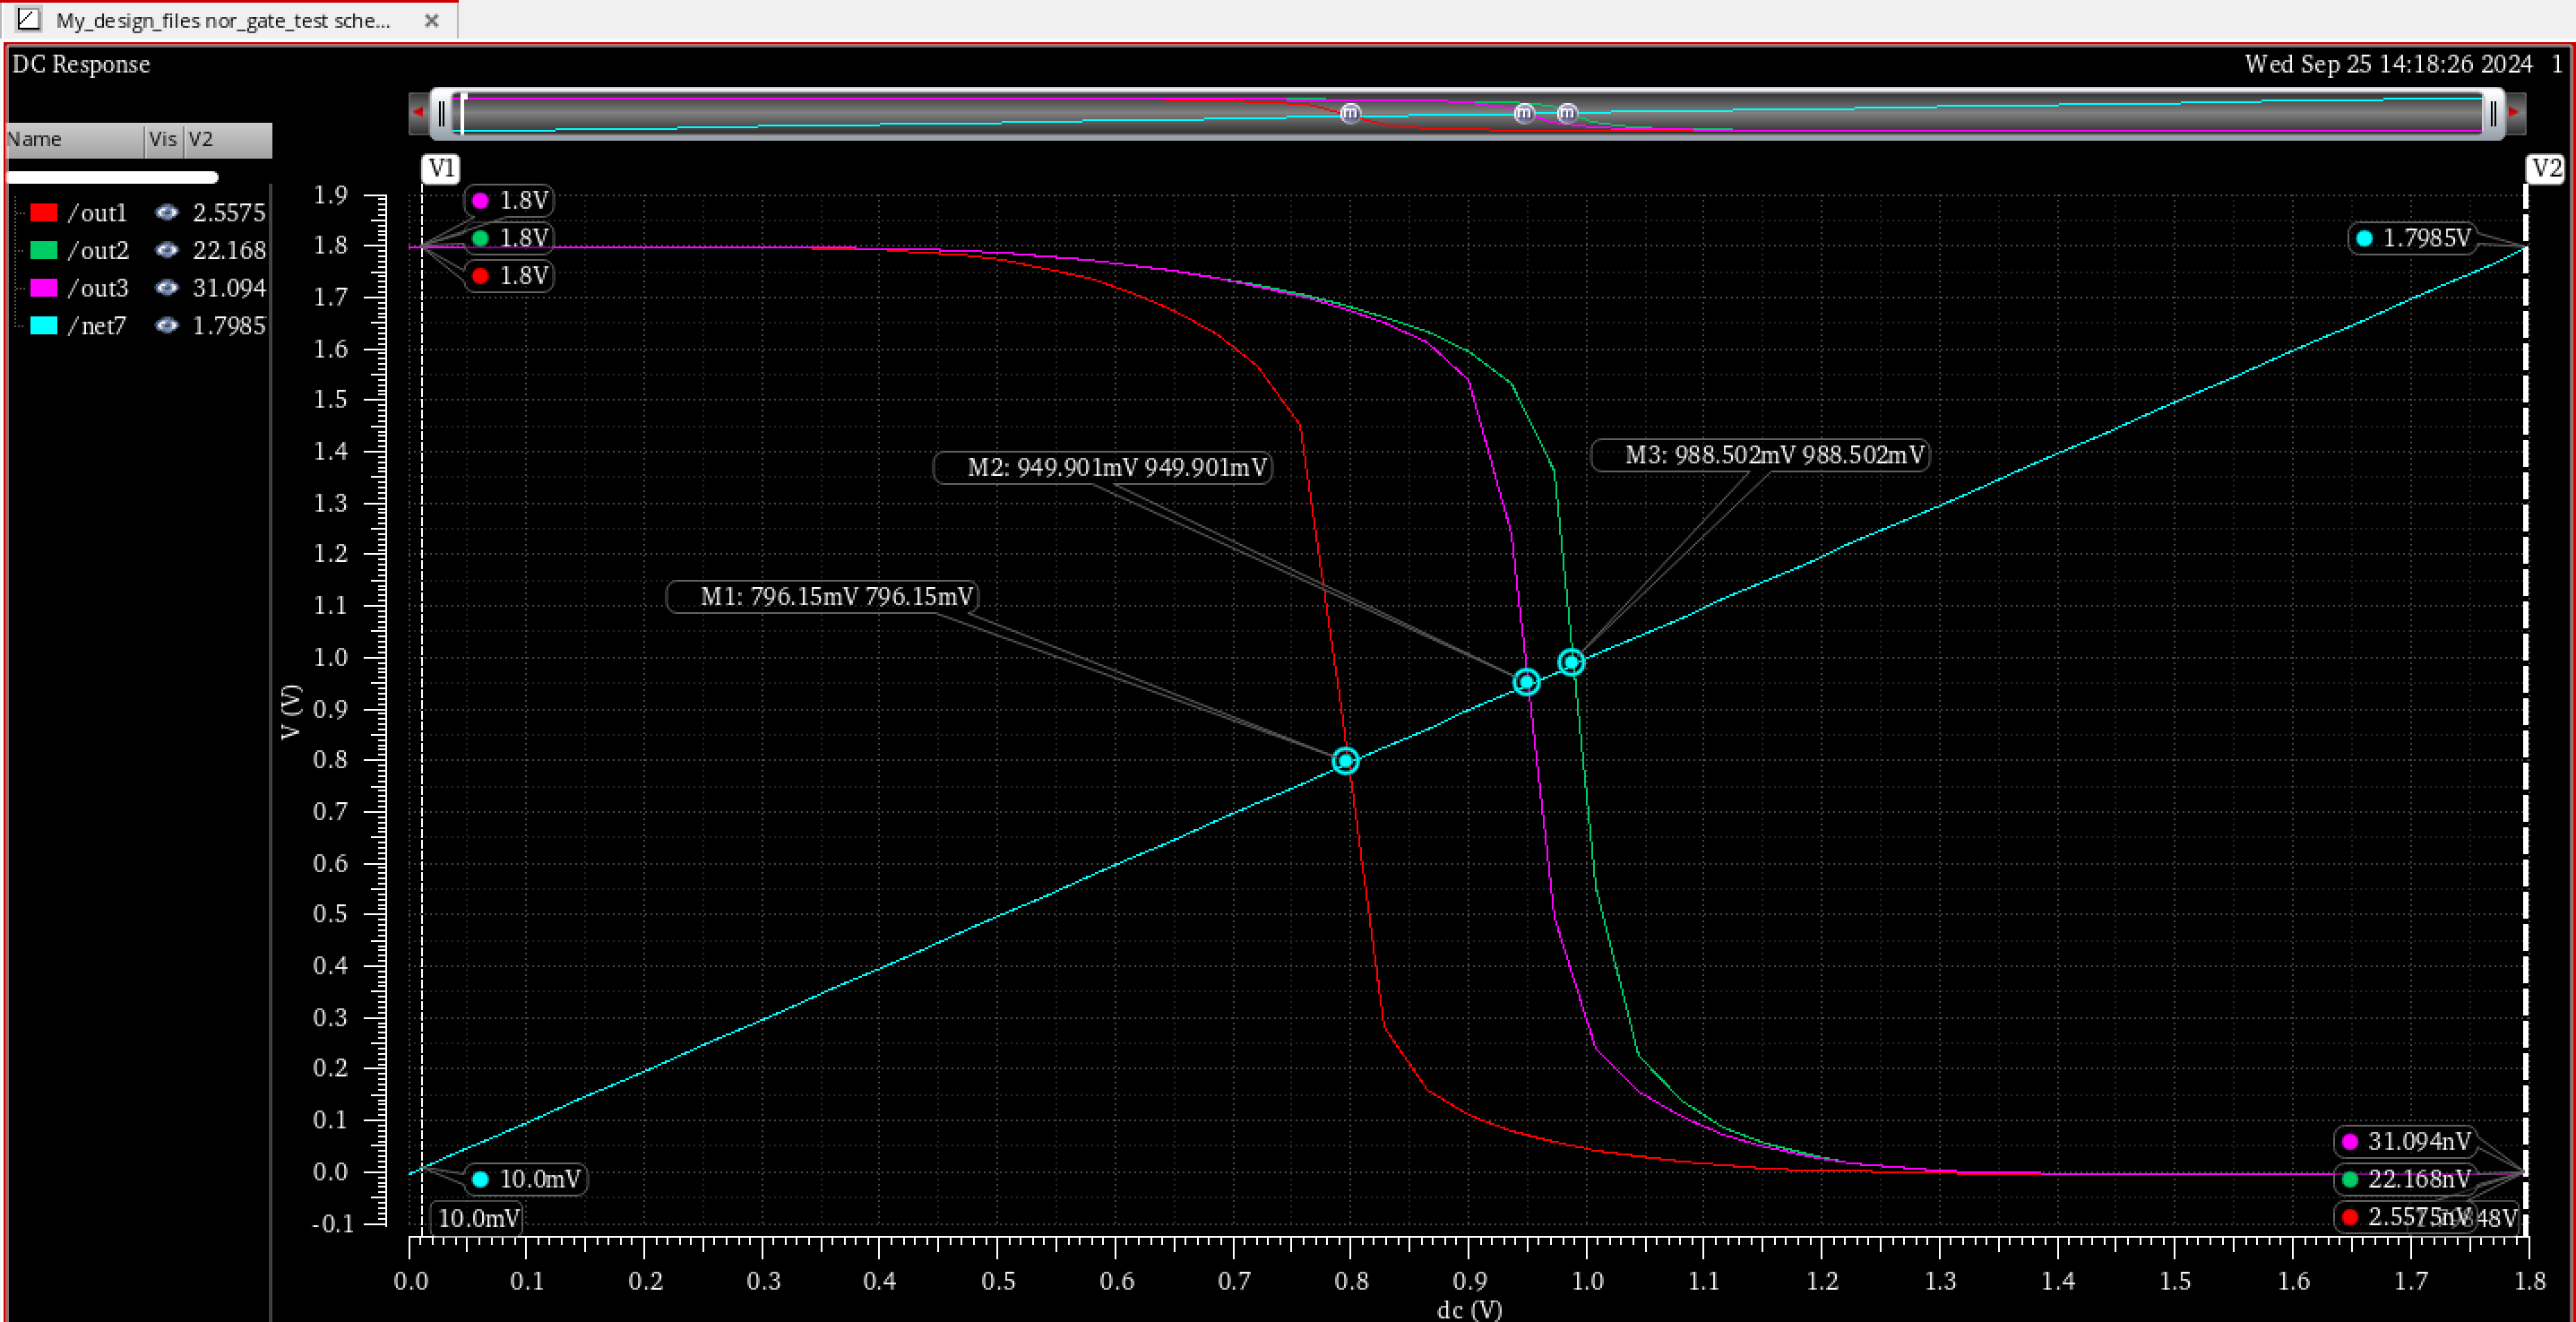 My_design_files nor_gate_test sche...
DC Response
Wed Sep 25 14:18:26 2024 1
Name Vis V2
/out1 2.5575
/out2 22.168
/out3 31.094
/net7 1.7985
V1
V2
m m m
1.8V
1.8V
1.8V
1.7985V
M2: 949.901mV 949.901mV
M3: 988.502mV 988.502mV
M1: 796.15mV 796.15mV
V (V)
1.9
1.8
1.7
1.6
1.5
1.4
1.3
1.2
1.1
1.0
0.9
0.8
0.7
0.6
0.5
0.4
0.3
0.2
0.1
0.0
-0.1
10.0mV
10.0mV
31.094nV
22.168nV
2.5575nV 48V
0.0 0.1 0.2 0.3 0.4 0.5 0.6 0.7 0.8 0.9 1.0 1.1 1.2 1.3 1.4 1.5 1.6 1.7 1.8
dc (V)